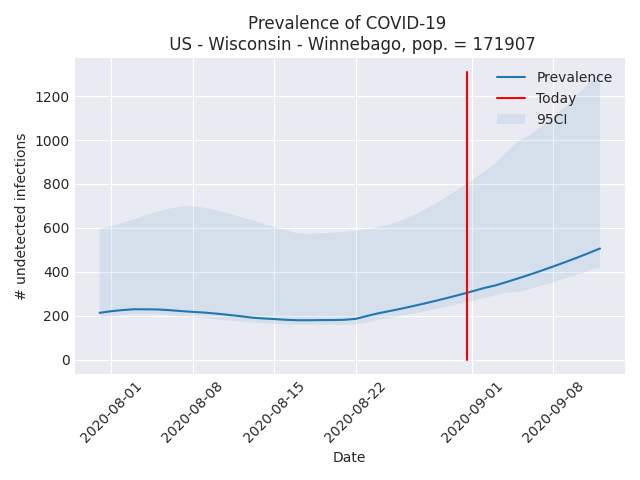 Prevalence of COVID-19
US - Wisconsin - Winnebago, pop. = 171907
Prevalence
Today
95CI
# undetected infections
1200
1000
800
600
400
200
0
2020-08-01
2020-08-08
2020-08-15
2020-08-22
2020-09-01
2020-09-08
Date